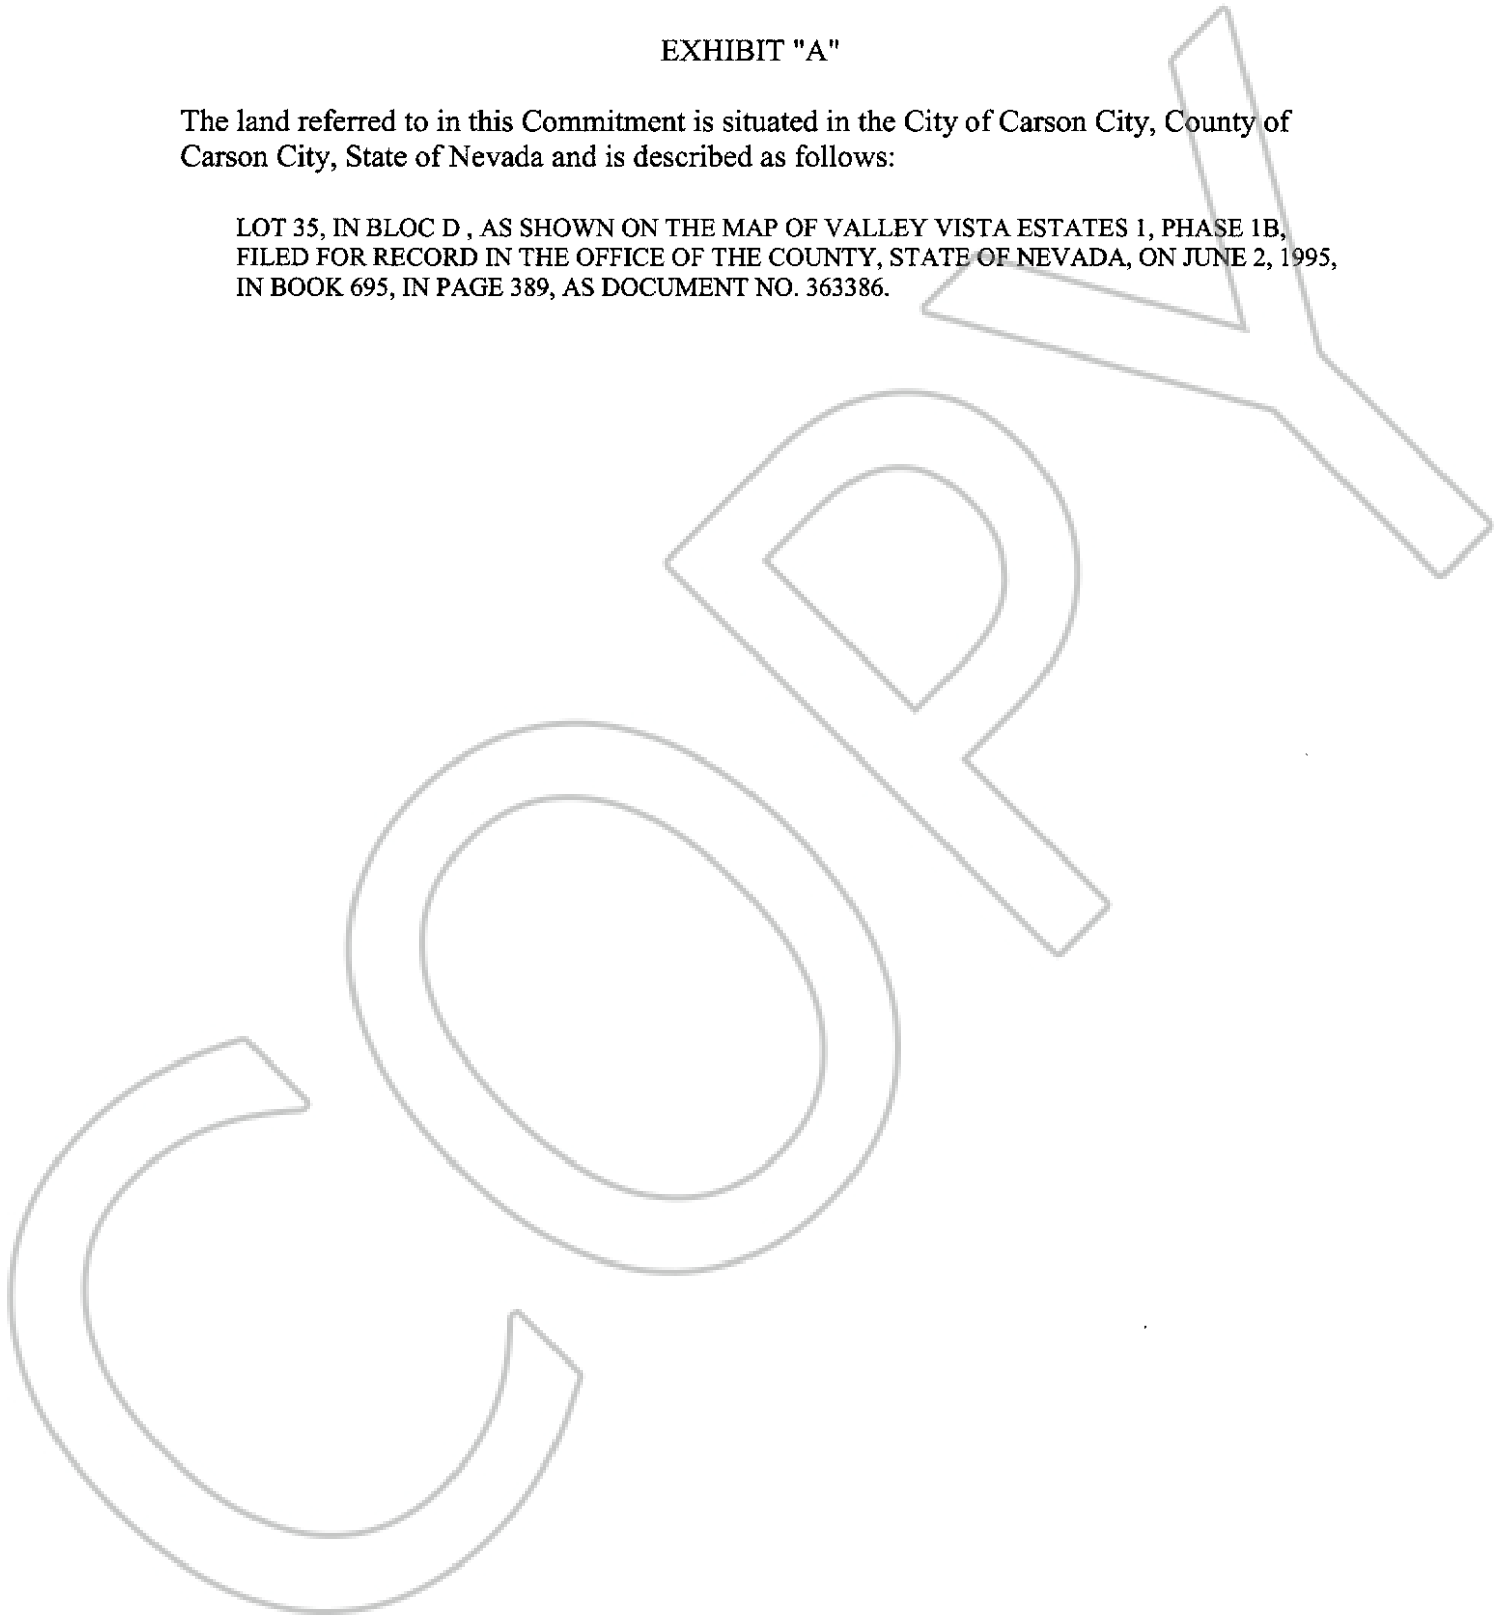 EXHIBIT "A"
The land referred to in this Commitment is situated in the City of Carson City, County of
Carson City, State of Nevada and is described as follows:
LOT 35, IN BLOC D , AS SHOWN ON THE MAP OF VALLEY VISTA ESTATES 1, PHASE 1B,
FILED FOR RECORD IN THE OFFICE OF THE COUNTY, STATE OF NEVADA, ON JUNE 2, 1995,
IN BOOK 695, IN PAGE 389, AS DOCUMENT NO. 363386.
COPY